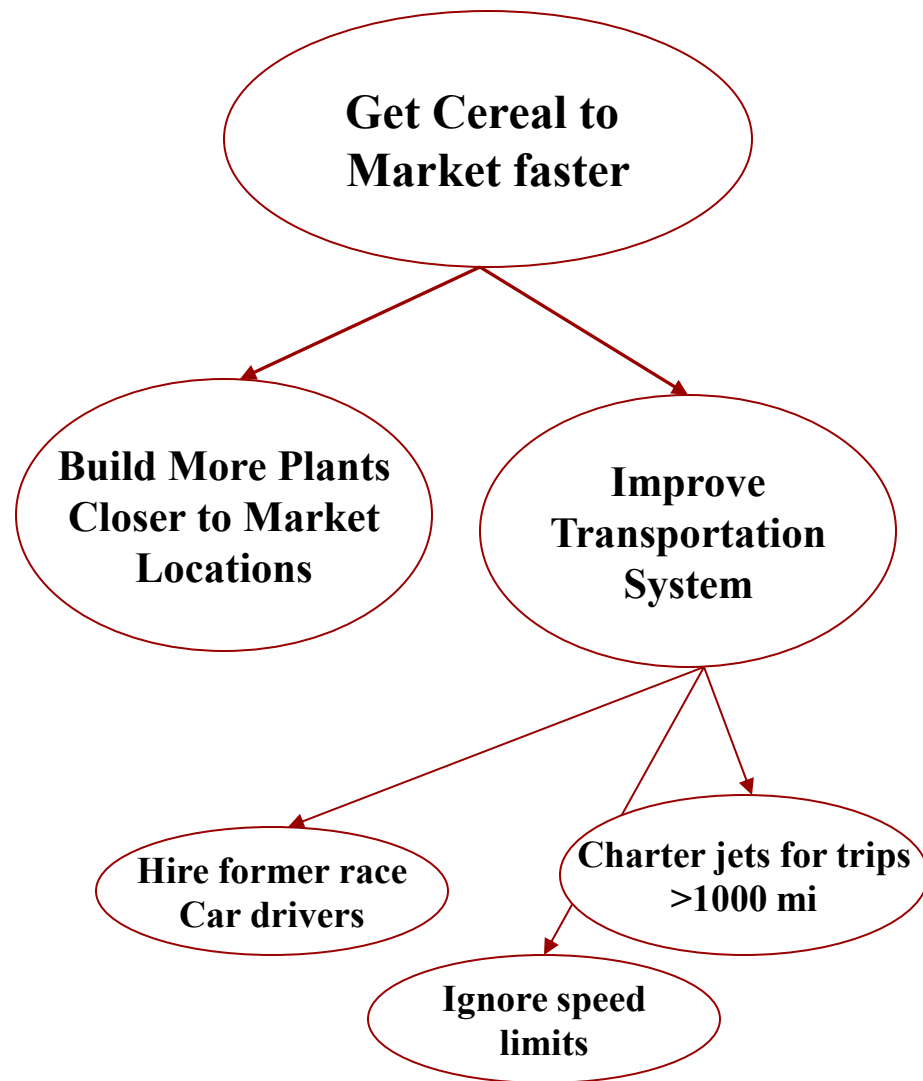 Get Cereal to
Market faster
Build More Plants
Closer to Market
Locations
Improve
Transportation
System
Hire former race
Car drivers
Charter jets for trips
>1000 mi
Ignore speed
limits